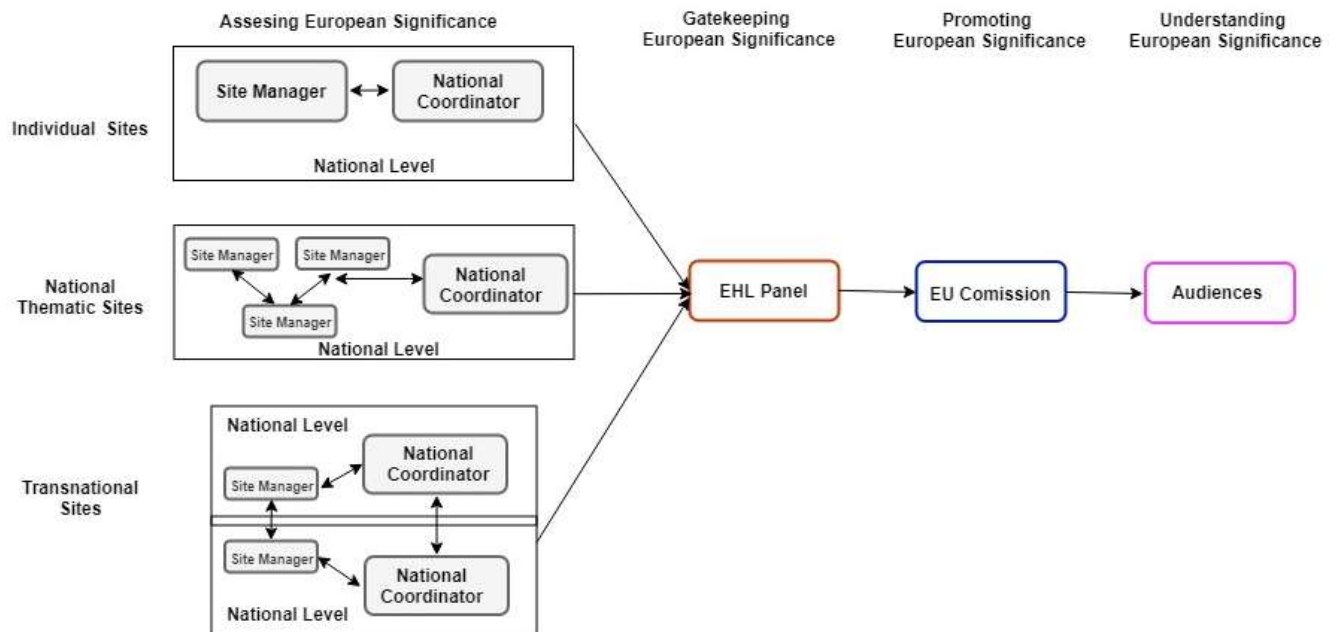 Assesing European Significance
Gatekeeping
European Significance
Promoting
European Significance
Understanding
European Significance
Individual Sites
Site Manager
National
Coordinator
National Level
National
Thematic Sites
Site Manager
Site Manager
Site Manager
National
Coordinator
National Level
EHL Panel
EU Comission
Audiences
Transnational
Sites
National Level
National
Coordinator
Site Manager
Site Manager
National
Coordinator
National Level